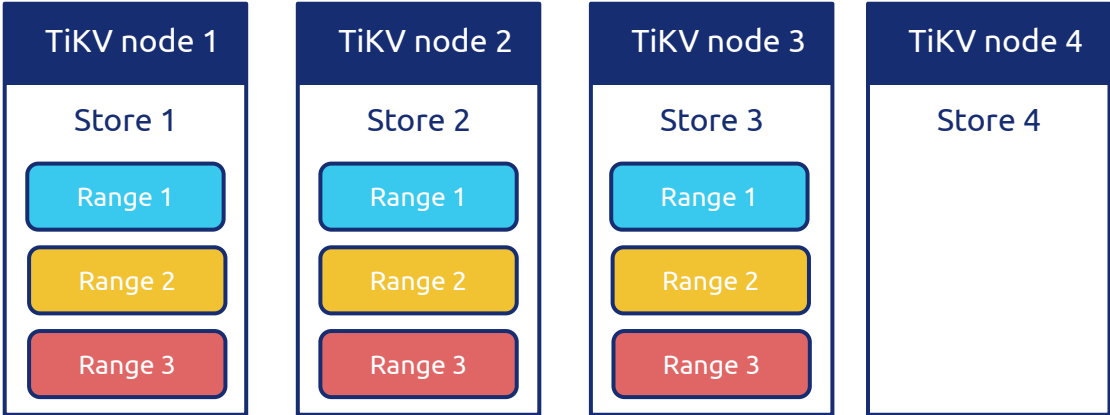 TiKV node 1
Store 1
Range 1
Range 2
Range 3
TiKV node 2
Store 2
Range 1
Range 2
Range 3
TiKV node 3
Store 3
Range 1
Range 2
Range 3
TiKV node 4
Store 4